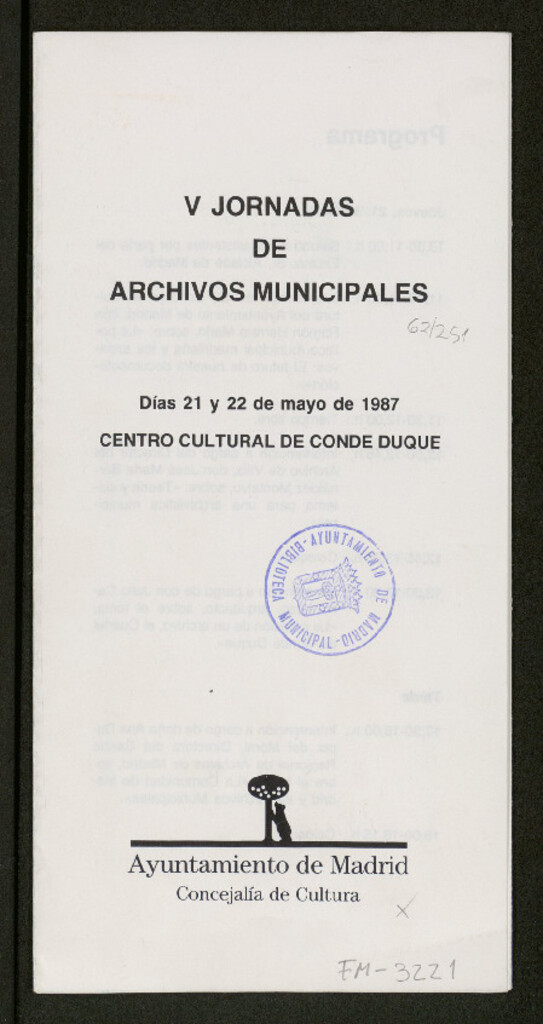 V JORNADAS
DE
ARCHIVOS MUNICIPALES
62/251
Días 21 y 22 de mayo de 1987
CENTRO CULTURAL DE CONDE DUQUE
AYUNTAMIENTO DE MADRID
BIBLIOTECA MUNICIPAL
Ayuntamiento de Madrid
Concejalía de Cultura
X
FM-3221
Programa